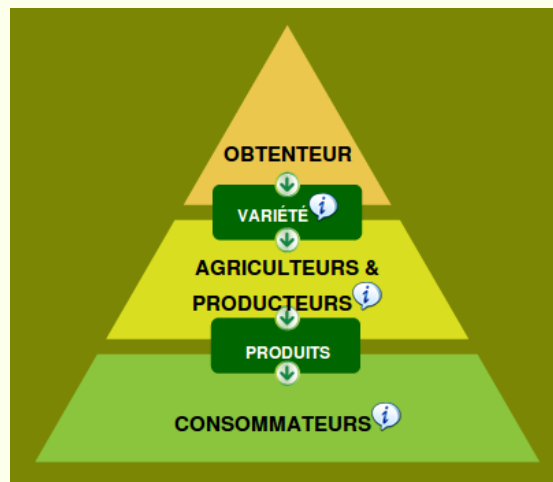 OBTENTEUR
VARIÉTÉ
AGRICULTEURS &
PRODUCTEURS
PRODUITS
CONSOMMATEURS